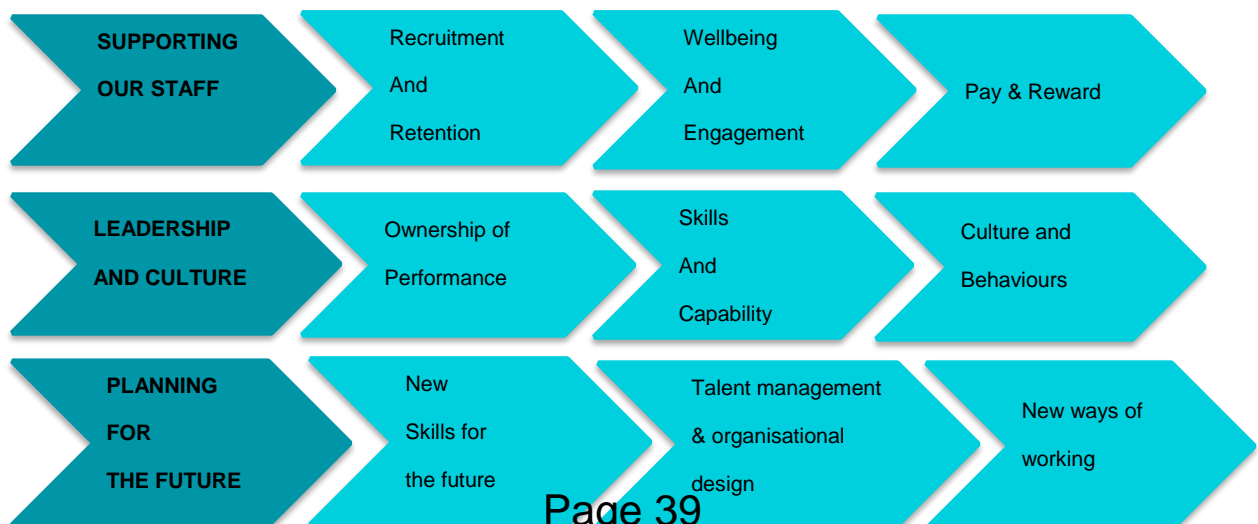 SUPPORTING
OUR STAFF
Recruitment
And
Retention
Wellbeing
And
Engagement
Pay & Reward
LEADERSHIP
AND CULTURE
Ownership of
Performance
Skills
And
Capability
Culture and
Behaviours
PLANNING
FOR
THE FUTURE
New
Skills for
the future
Talent management
& organisational
design
New ways of
working
Page 39